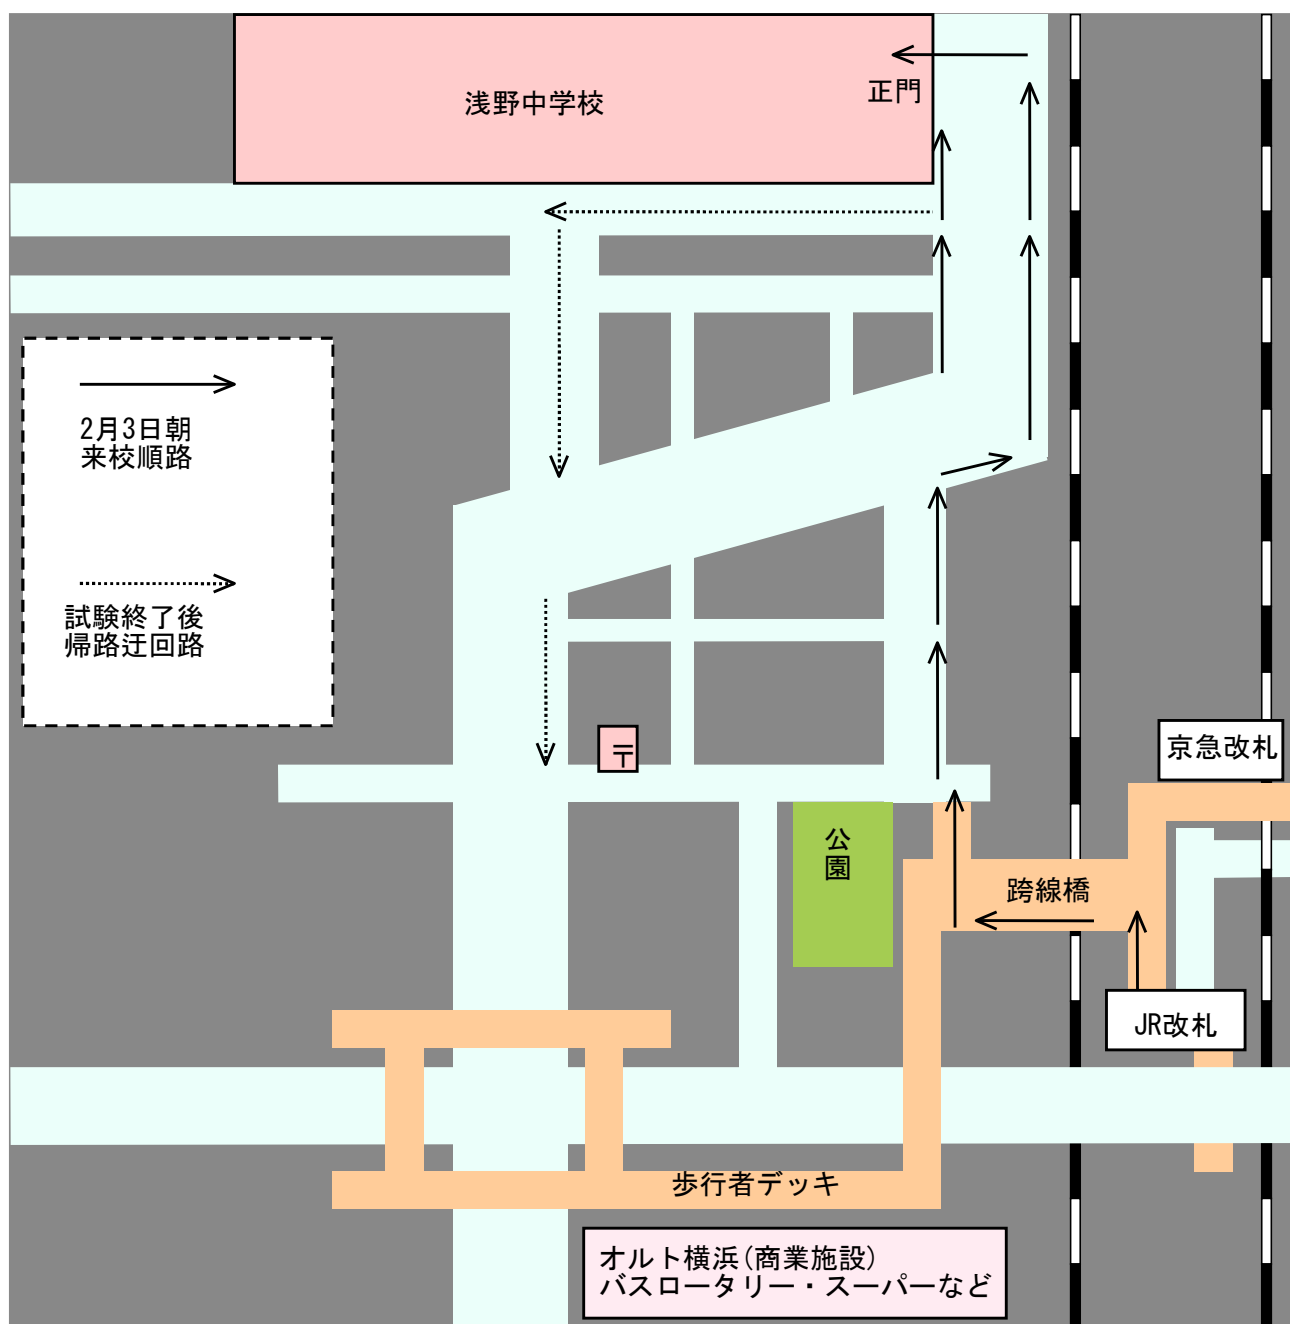 浅野中学校
正門
2月3日朝
来校順路
試験終了後
帰路迂回路
〒
京急改札
公
園
跨線橋
JR改札
歩行者デッキ
オルト横浜(商業施設)
バスロータリー・スーパーなど